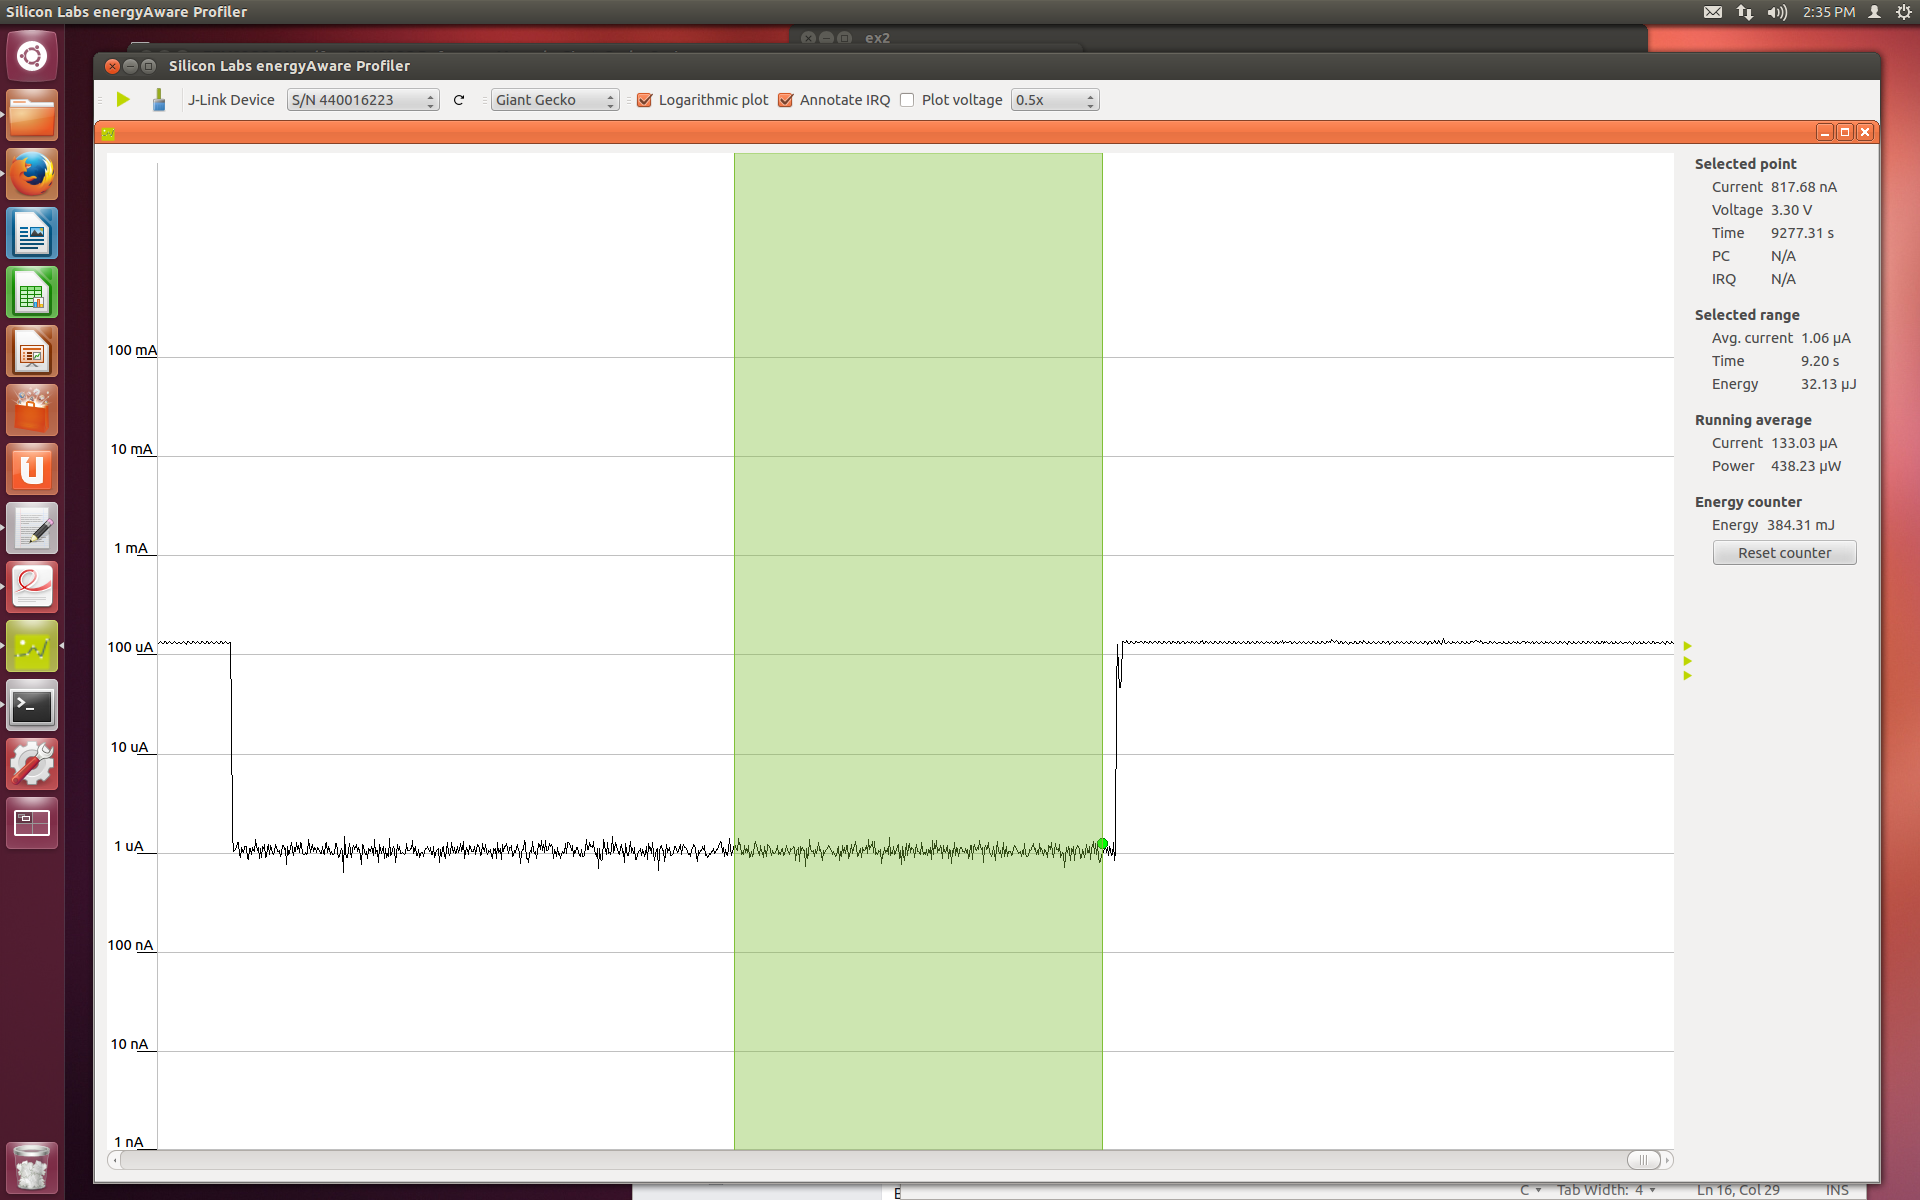 Silicon Labs energyAware Profiler
2:35 PM
ex2
Silicon Labs energyAware Profiler
J-Link Device S/N 440016223 Giant Gecko Logarithmic plot Annotate IRQ Plot voltage 0.5x
100 mA
10 mA
1 mA
100 uA
10 uA
1 uA
100 nA
10 nA
1 nA
Selected point
Current 817.68 nA
Voltage 3.30 V
Time 9277.31 s
PC N/A
IRQ N/A
Selected range
Avg. current 1.06 µA
Time 9.20 s
Energy 32.13 µJ
Running average
Current 133.03 µA
Power 438.23 µW
Energy counter
Energy 384.31 mJ
Reset counter
C Tab Width: 4 Ln 16, Col 29 INS